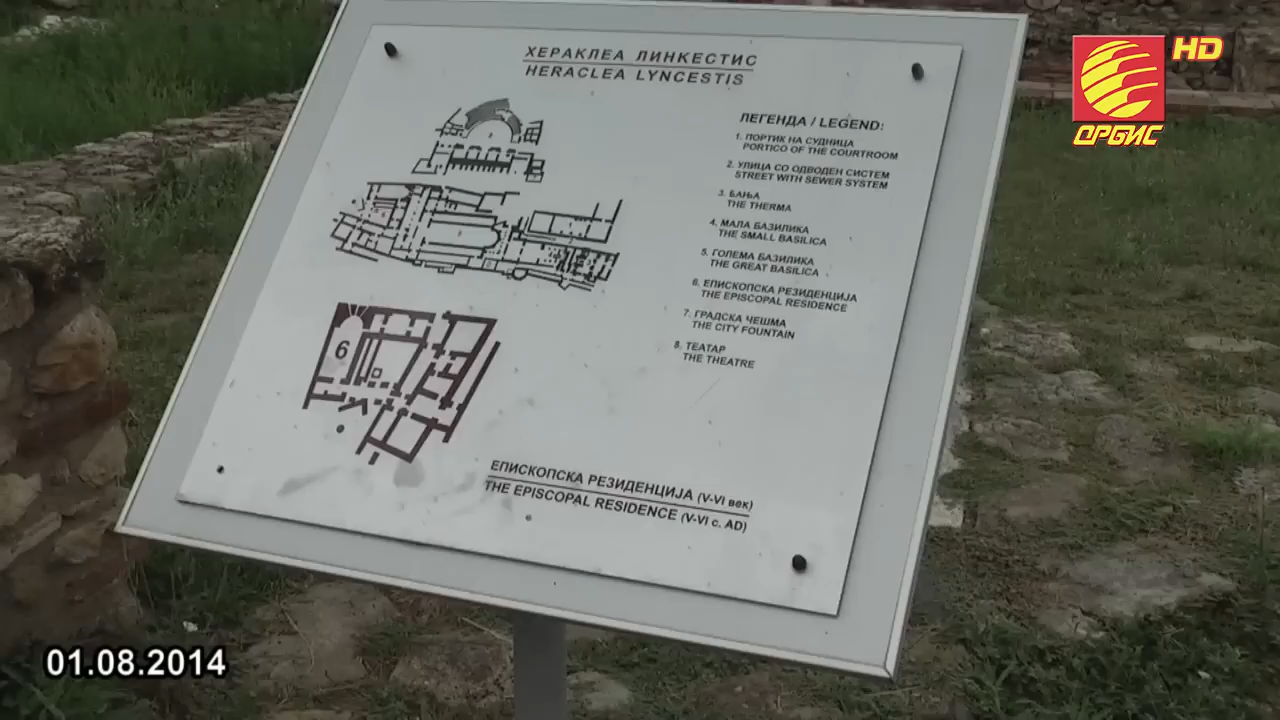 HD
ОРБИС
ХЕРАКЛЕА ЛИНКЕСТИС
HERACLEA LYNCESTIS
ЛЕГЕНДА / LEGEND:
1. ПОРТИК НА СУДНИЦА
PORTICO OF THE COURTROOM
2. УЛИЦА СО ОДВОДЕН СИСТЕМ
STREET WITH SEWER SYSTEM
3. БАЊА
THE THERMA
4. МАЛА БАЗИЛИКА
THE SMALL BASILICA
5. ГОЛЕМА БАЗИЛИКА
THE GREAT BASILICA
6. ЕПИСКОПСКА РЕЗИДЕНЦИЈА
THE EPISCOPAL RESIDENCE
7. ГРАДСКА ЧЕШМА
THE CITY FOUNTAIN
8. ТЕАТАР
THE THEATRE
6
ЕПИСКОПСКА РЕЗИДЕНЦИЈА (V-VI век)
THE EPISCOPAL RESIDENCE (V-VI c. AD)
01.08.2014